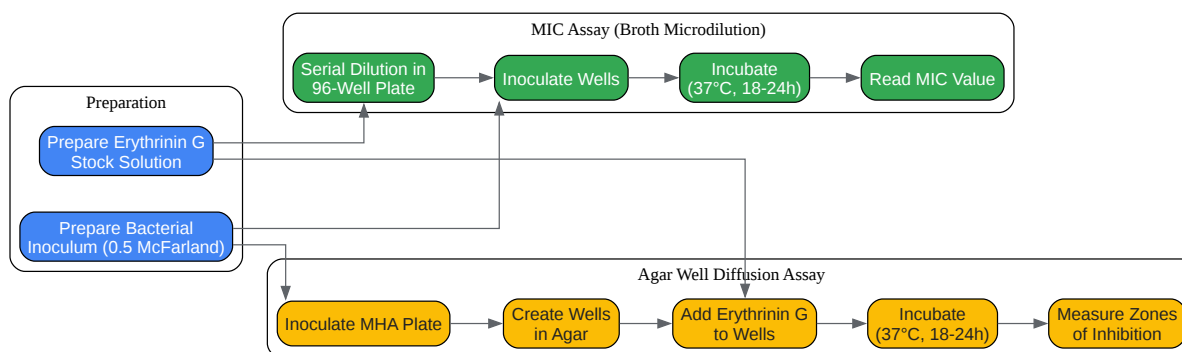 MIC Assay (Broth Microdilution)
Serial Dilution in
96-Well Plate
Inoculate Wells
Incubate
(37°C, 18-24h)
Read MIC Value
Preparation
Prepare Erythrinin G
Stock Solution
Prepare Bacterial
Inoculum (0.5 McFarland)
Agar Well Diffusion Assay
Inoculate MHA Plate
Create Wells
in Agar
Add Erythrinin G
to Wells
Incubate
(37°C, 18-24h)
Measure Zones
of Inhibition